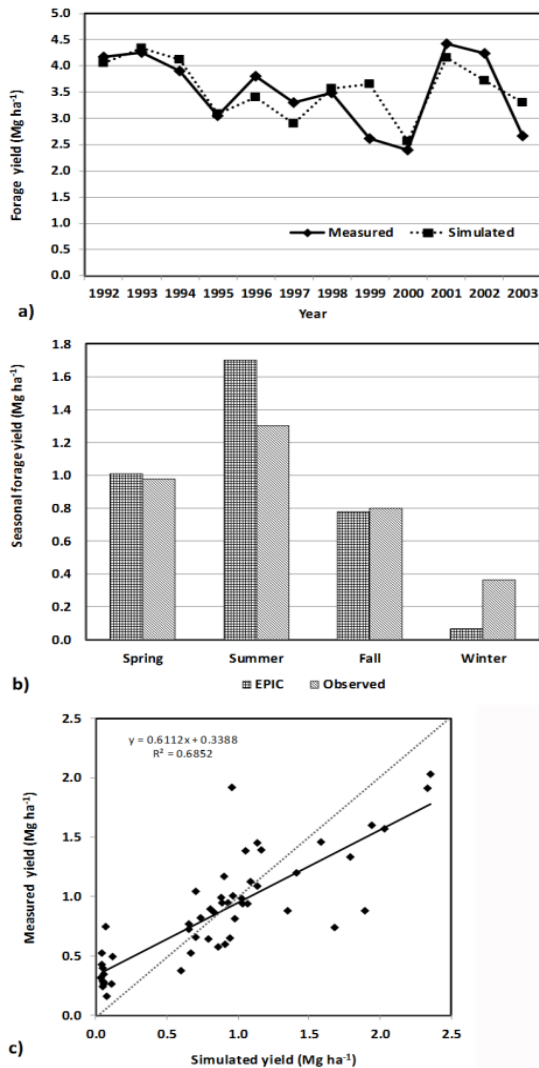 5.0
4.5
4.0
3.5
3.0
2.5
2.0
1.5
1.0
0.5
0.0
Forage yield (Mg ha⁻¹)
Measured Simulated
1992 1993 1994 1995 1996 1997 1998 1999 2000 2001 2002 2003
Year
a)
1.8
1.6
1.4
1.2
1.0
0.8
0.6
0.4
0.2
0.0
Seasonal forage yield (Mg ha⁻¹)
Spring Summer Fall Winter
EPIC Observed
b)
2.5
2.0
1.5
1.0
0.5
0.0
Measured yield (Mg ha⁻¹)
y = 0.6112x + 0.3388
R² = 0.6852
0.0 0.5 1.0 1.5 2.0 2.5
Simulated yield (Mg ha⁻¹)
c)